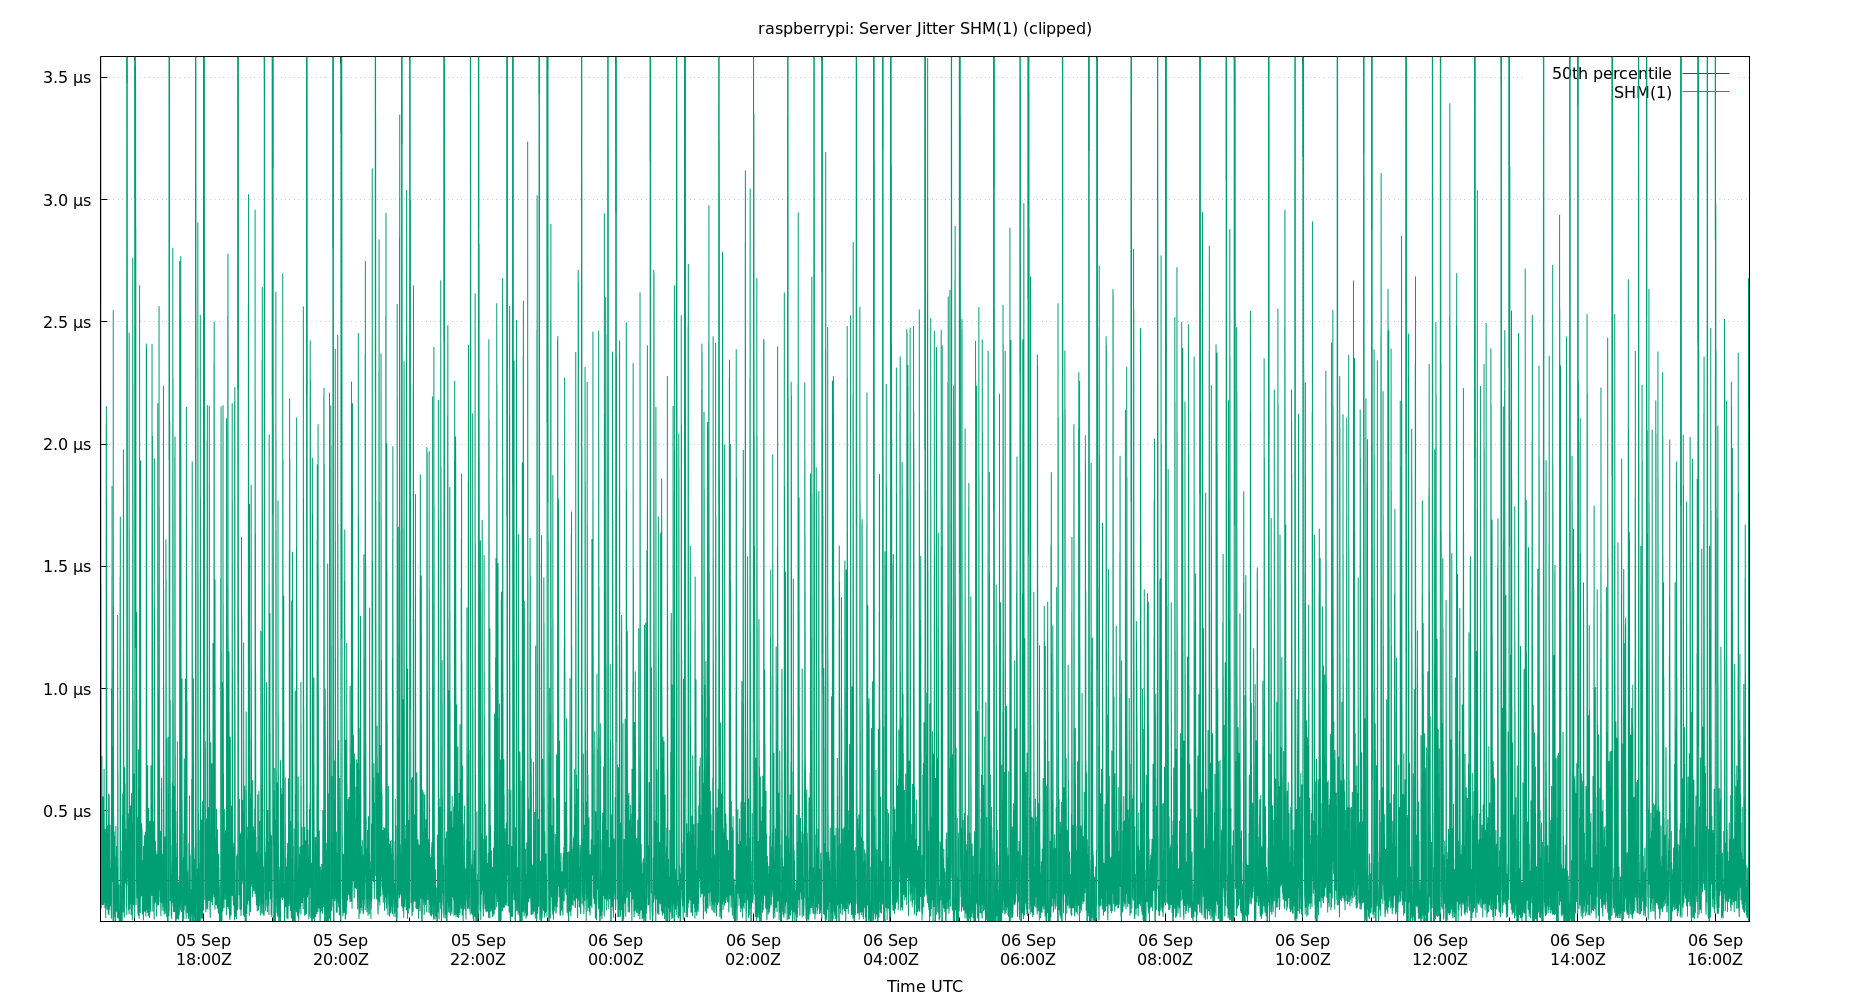 raspberrypi: Server Jitter SHM(1) (clipped)
50th percentile
SHM(1)
3.5 µs
3.0 µs
2.5 µs
2.0 µs
1.5 µs
1.0 µs
0.5 µs
05 Sep 05 Sep 05 Sep 06 Sep 06 Sep 06 Sep 06 Sep 06 Sep 06 Sep 06 Sep 06 Sep 06 Sep
18:00Z 20:00Z 22:00Z 00:00Z 02:00Z 04:00Z 06:00Z 08:00Z 10:00Z 12:00Z 14:00Z 16:00Z
Time UTC